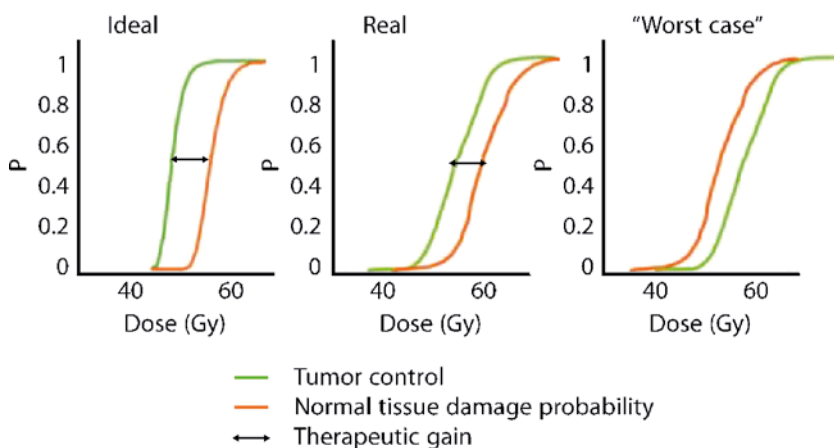 Ideal
Real
"Worst case"
P
1
0.8
0.6
0.4
0.2
0
40
60
Dose (Gy)
P
1
0.8
0.6
0.4
0.2
0
40
60
Dose (Gy)
P
1
0.8
0.6
0.4
0.2
0
40
60
Dose (Gy)
Tumor control
Normal tissue damage probability
Therapeutic gain